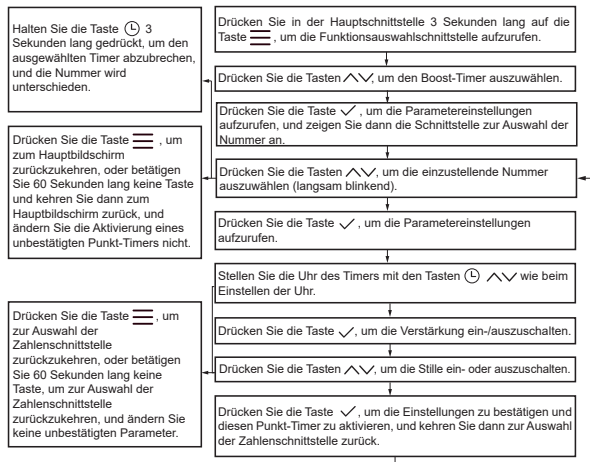 Halten Sie die Taste 3
Sekunden lang gedrückt, um den
ausgewählten Timer abzubrechen,
und die Nummer wird
unterschieden.
Drücken Sie in der Hauptschnittstelle 3 Sekunden lang auf die
Taste , um die Funktionsauswahlschnittstelle aufzurufen.
Drücken Sie die Tasten , um den Boost-Timer auszuwählen.
Drücken Sie die Taste , um die Parametereinstellungen
aufzurufen, und zeigen Sie dann die Schnittstelle zur Auswahl der
Nummer an.
Drücken Sie die Taste , um
zum Hauptbildschirm
zurückzukehren, oder betätigen
Sie 60 Sekunden lang keine Taste
und kehren Sie dann zum
Hauptbildschirm zurück, und
ändern Sie die Aktivierung eines
unbestätigten Punkt-Timers nicht.
Drücken Sie die Tasten , um die einzustellende Nummer
auszuwählen (langsam blinkend).
Drücken Sie die Taste , um die Parametereinstellungen
aufzurufen.
Stellen Sie die Uhr des Timers mit den Tasten wie beim
Einstellen der Uhr.
Drücken Sie die Taste , um
zur Auswahl der
Zahlenschnittstelle
zurückzukehren, oder betätigen
Sie 60 Sekunden lang keine
Taste, um zur Auswahl der
Zahlenschnittstelle
zurückzukehren, und ändern Sie
keine unbestätigten Parameter.
Drücken Sie die Taste , um die Verstärkung ein-/auszuschalten.
Drücken Sie die Tasten , um die Stille ein- oder auszuschalten.
Drücken Sie die Taste , um die Einstellungen zu bestätigen und
diesen Punkt-Timer zu aktivieren, und kehren Sie dann zur Auswahl
der Zahlenschnittstelle zurück.